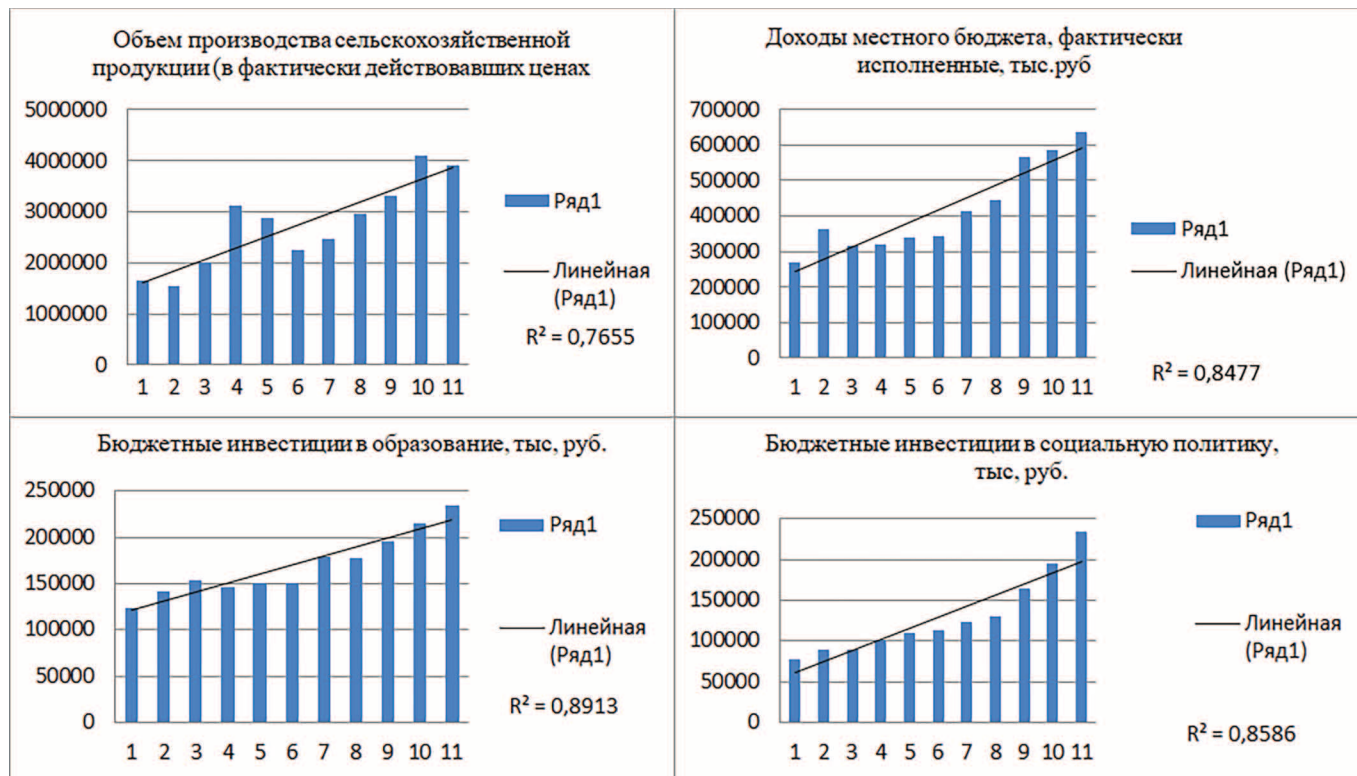 Объем производства сельскохозяйственной
продукции (в фактически действовавших ценах
5000000
4000000
3000000
2000000
1000000
0
1 2 3 4 5 6 7 8 9 10 11
Ряд1
Линейная
(Ряд1)
R² = 0,7655
Доходы местного бюджета, фактически
исполненные, тыс.руб
700000
600000
500000
400000
300000
200000
100000
0
1 2 3 4 5 6 7 8 9 10 11
Ряд1
Линейная (Ряд1)
R² = 0,8477
Бюджетные инвестиции в образование, тыс, руб.
250000
200000
150000
100000
50000
0
1 2 3 4 5 6 7 8 9 10 11
Ряд1
Линейная
(Ряд1)
R² = 0,8913
Бюджетные инвестиции в социальную политику,
тыс, руб.
250000
200000
150000
100000
50000
0
1 2 3 4 5 6 7 8 9 10 11
Ряд1
Линейная
(Ряд1)
R² = 0,8586